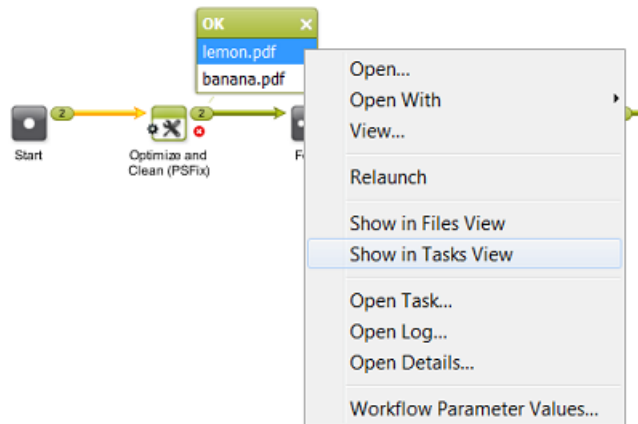 OK
lemon.pdf
banana.pdf
2
2
Start
Optimize and
Clean (PSFix)
Open...
Open With
View...
Relaunch
Show in Files View
Show in Tasks View
Open Task...
Open Log...
Open Details...
Workflow Parameter Values...